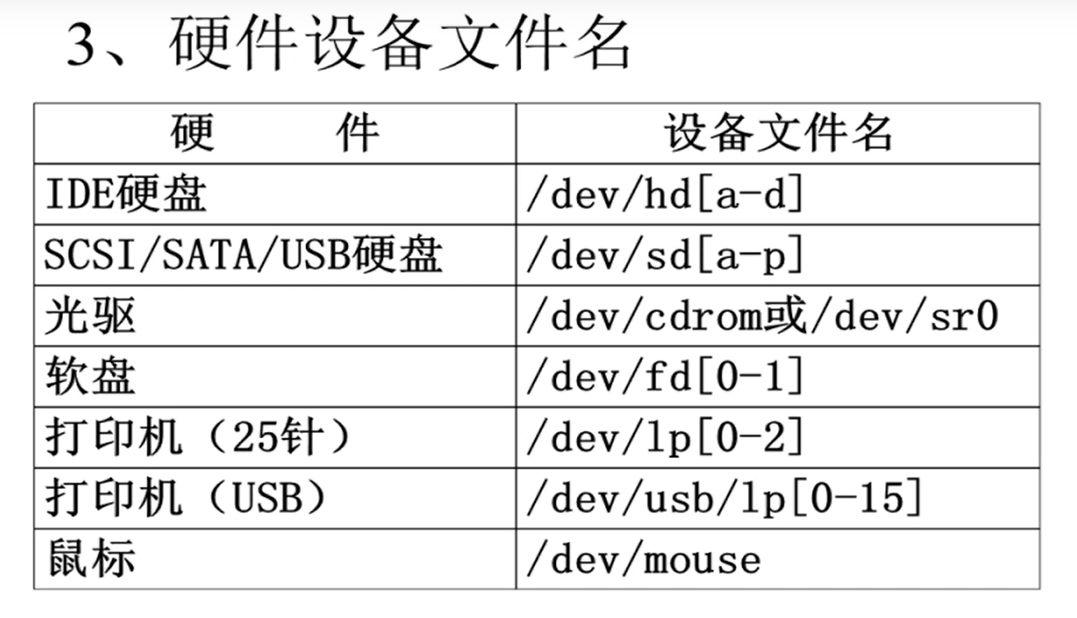 3、硬件设备文件名
硬 件 设备文件名
IDE硬盘 /dev/hd[a-d]
SCSI/SATA/USB硬盘 /dev/sd[a-p]
光驱 /dev/cdrom或/dev/sr0
软盘 /dev/fd[0-1]
打印机（25针） /dev/lp[0-2]
打印机（USB） /dev/usb/lp[0-15]
鼠标 /dev/mouse